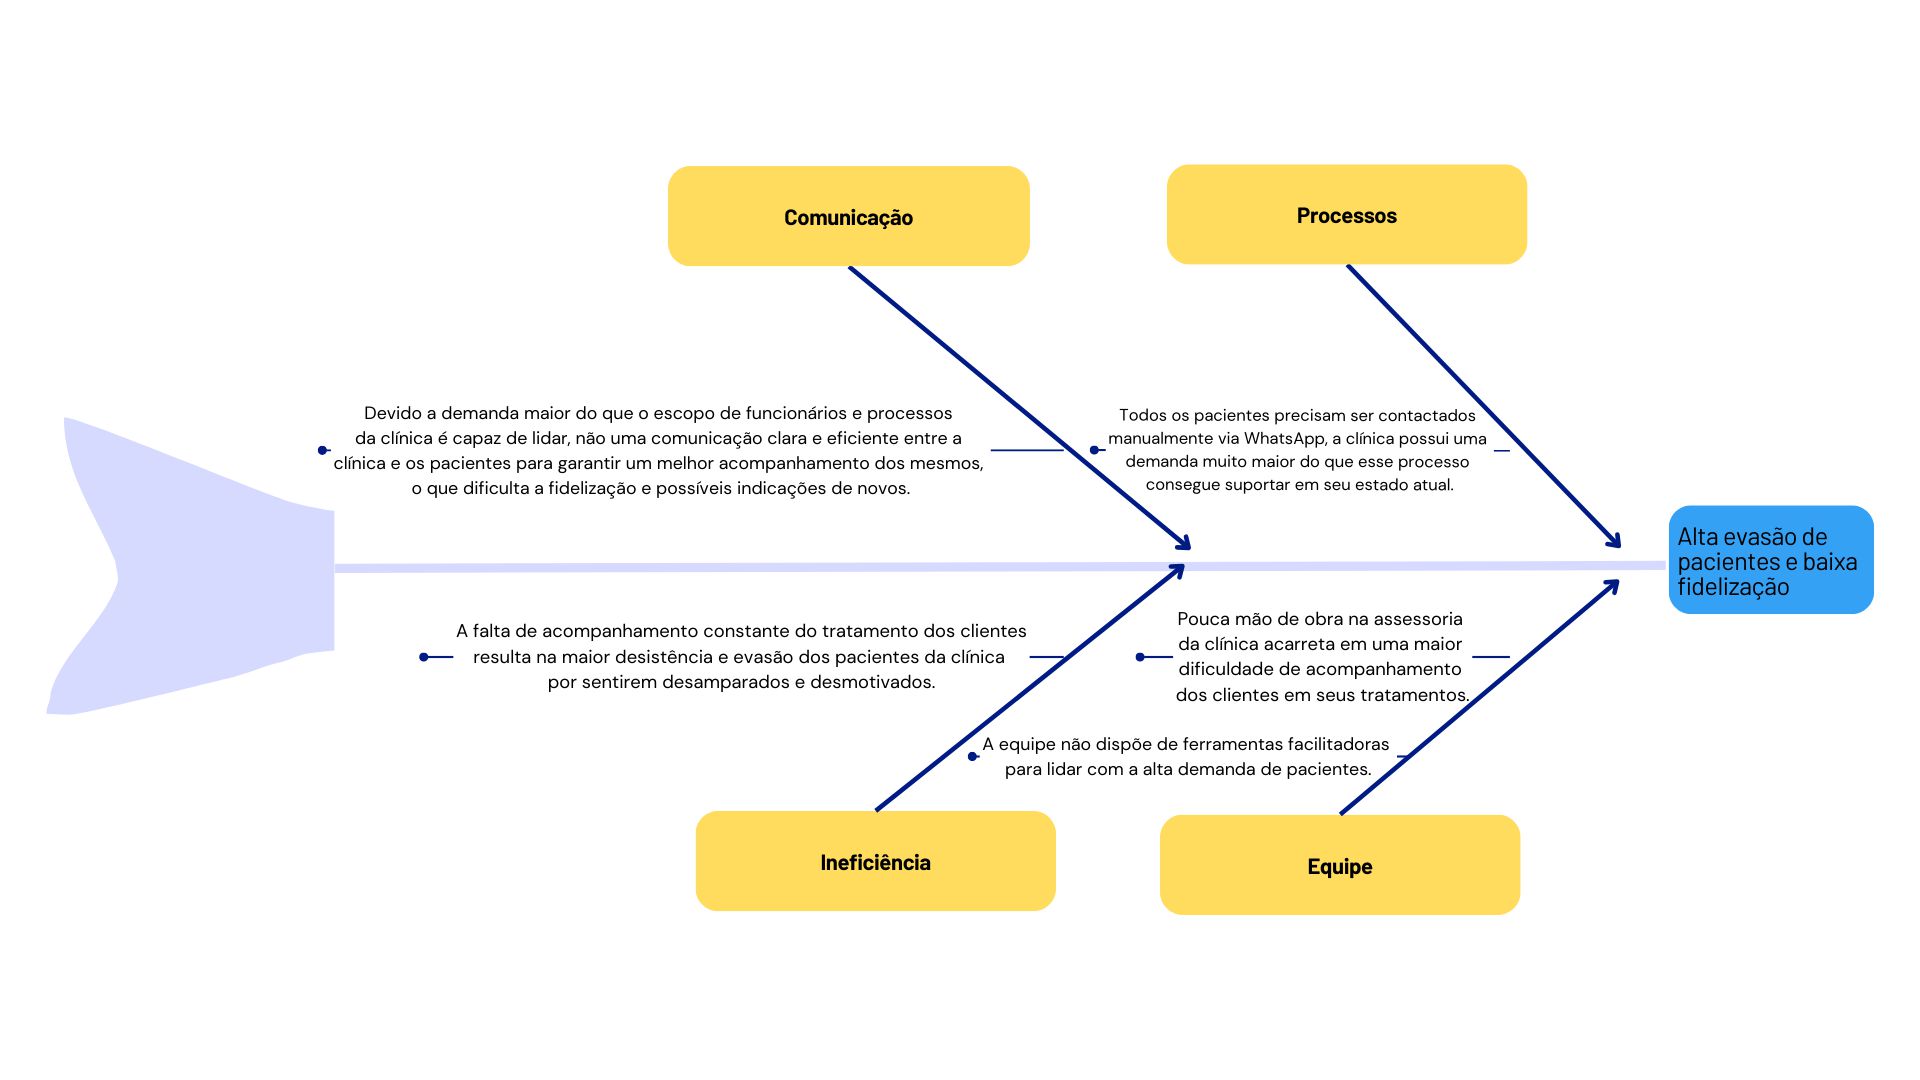 Comunicação
Processos
Devido a demanda maior do que o escopo de funcionários e processos
da clínica é capaz de lidar, não uma comunicação clara e eficiente entre a
clínica e os pacientes para garantir um melhor acompanhamento dos mesmos,
o que dificulta a fidelização e possíveis indicações de novos.
Todos os pacientes precisam ser contactados
manualmente via WhatsApp, a clínica possui uma
demanda muito maior do que esse processo
consegue suportar em seu estado atual.
Alta evasão de
pacientes e baixa
fidelização
A falta de acompanhamento constante do tratamento dos clientes
resulta na maior desistência e evasão dos pacientes da clínica
por sentirem desamparados e desmotivados.
Pouca mão de obra na assessoria
da clínica acarreta em uma maior
dificuldade de acompanhamento
dos clientes em seus tratamentos.
A equipe não dispõe de ferramentas facilitadoras
para lidar com a alta demanda de pacientes.
Ineficiência
Equipe